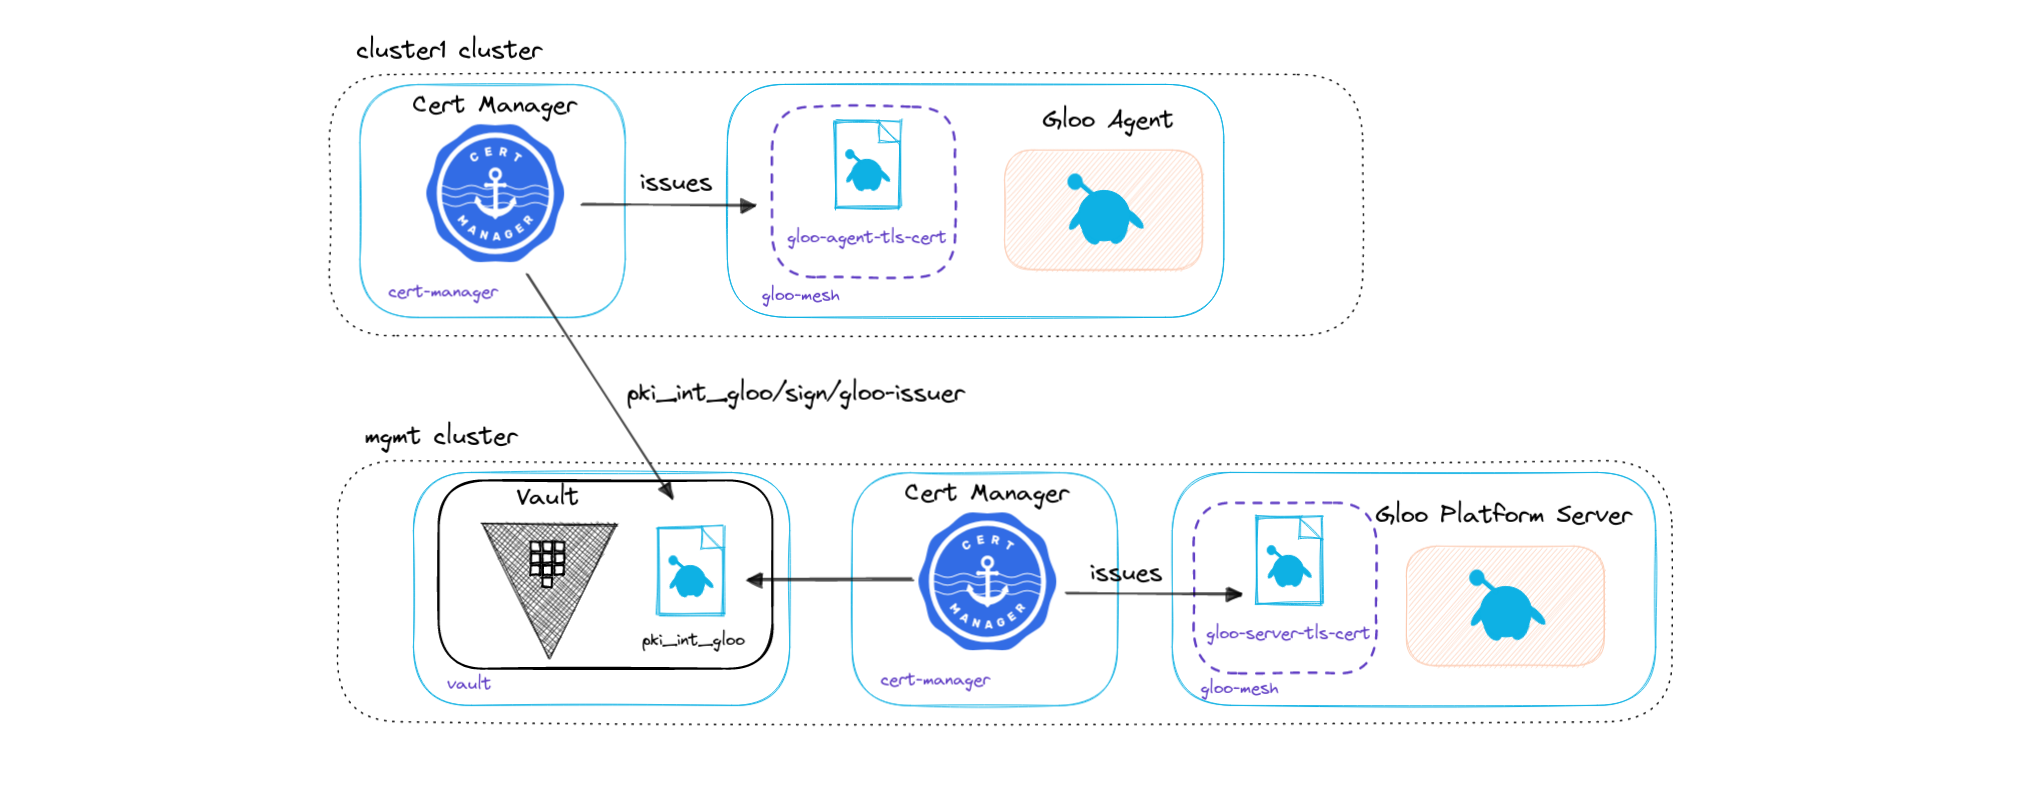 cluster1 cluster
Cert Manager
CERT
MANAGER
cert-manager
issues
gloo-agent-tls-cert
gloo-mesh
Gloo Agent
pki_int_gloo/sign/gloo-issuer
mgmt cluster
Vault
pki_int_gloo
vault
Cert Manager
CERT
MANAGER
cert-manager
issues
gloo-server-tls-cert
gloo-mesh
Gloo Platform Server